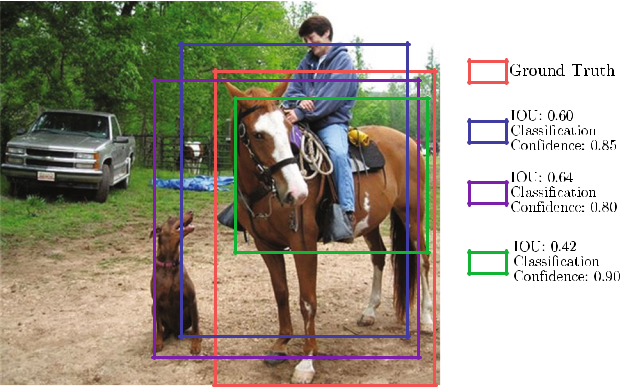 Ground Truth
IOU: 0.60
Classification
Confidence: 0.85
IOU: 0.64
Classification
Confidence: 0.80
IOU: 0.42
Classification
Confidence: 0.90